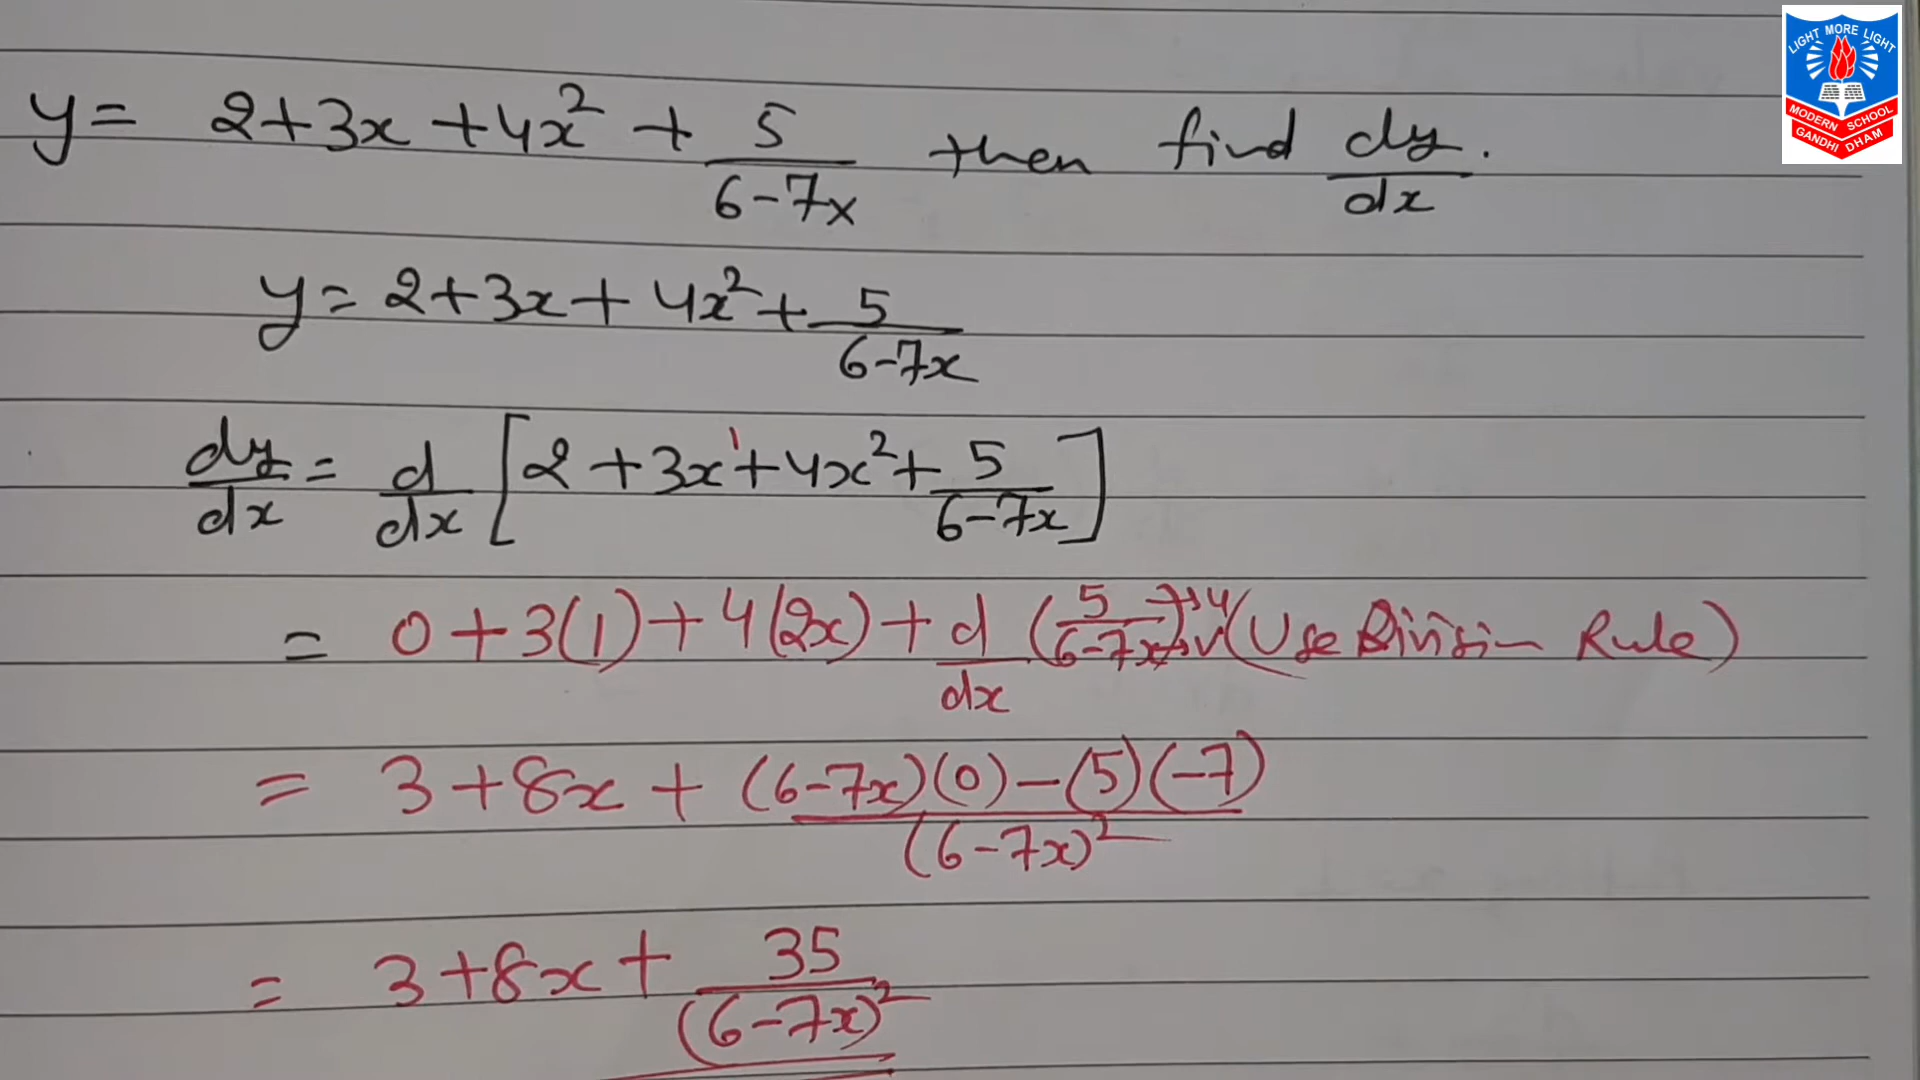 LIGHT MORE LIGHT
MODERN SCHOOL
GANDHI DHAM
y = 2+3x+4x²+5/(6-7x) then find dy/dx.
y = 2+3x+4x²+5/(6-7x)
dy/dx = d/dx [2+3x¹+4x²+5/(6-7x)]
= 0+3(1)+4(2x)+d/dx (5/(6-7x)) →u →v (Use Division Rule)
= 3+8x+((6-7x)(0)-(5)(-7))/(6-7x)²
= 3+8x+35/(6-7x)²